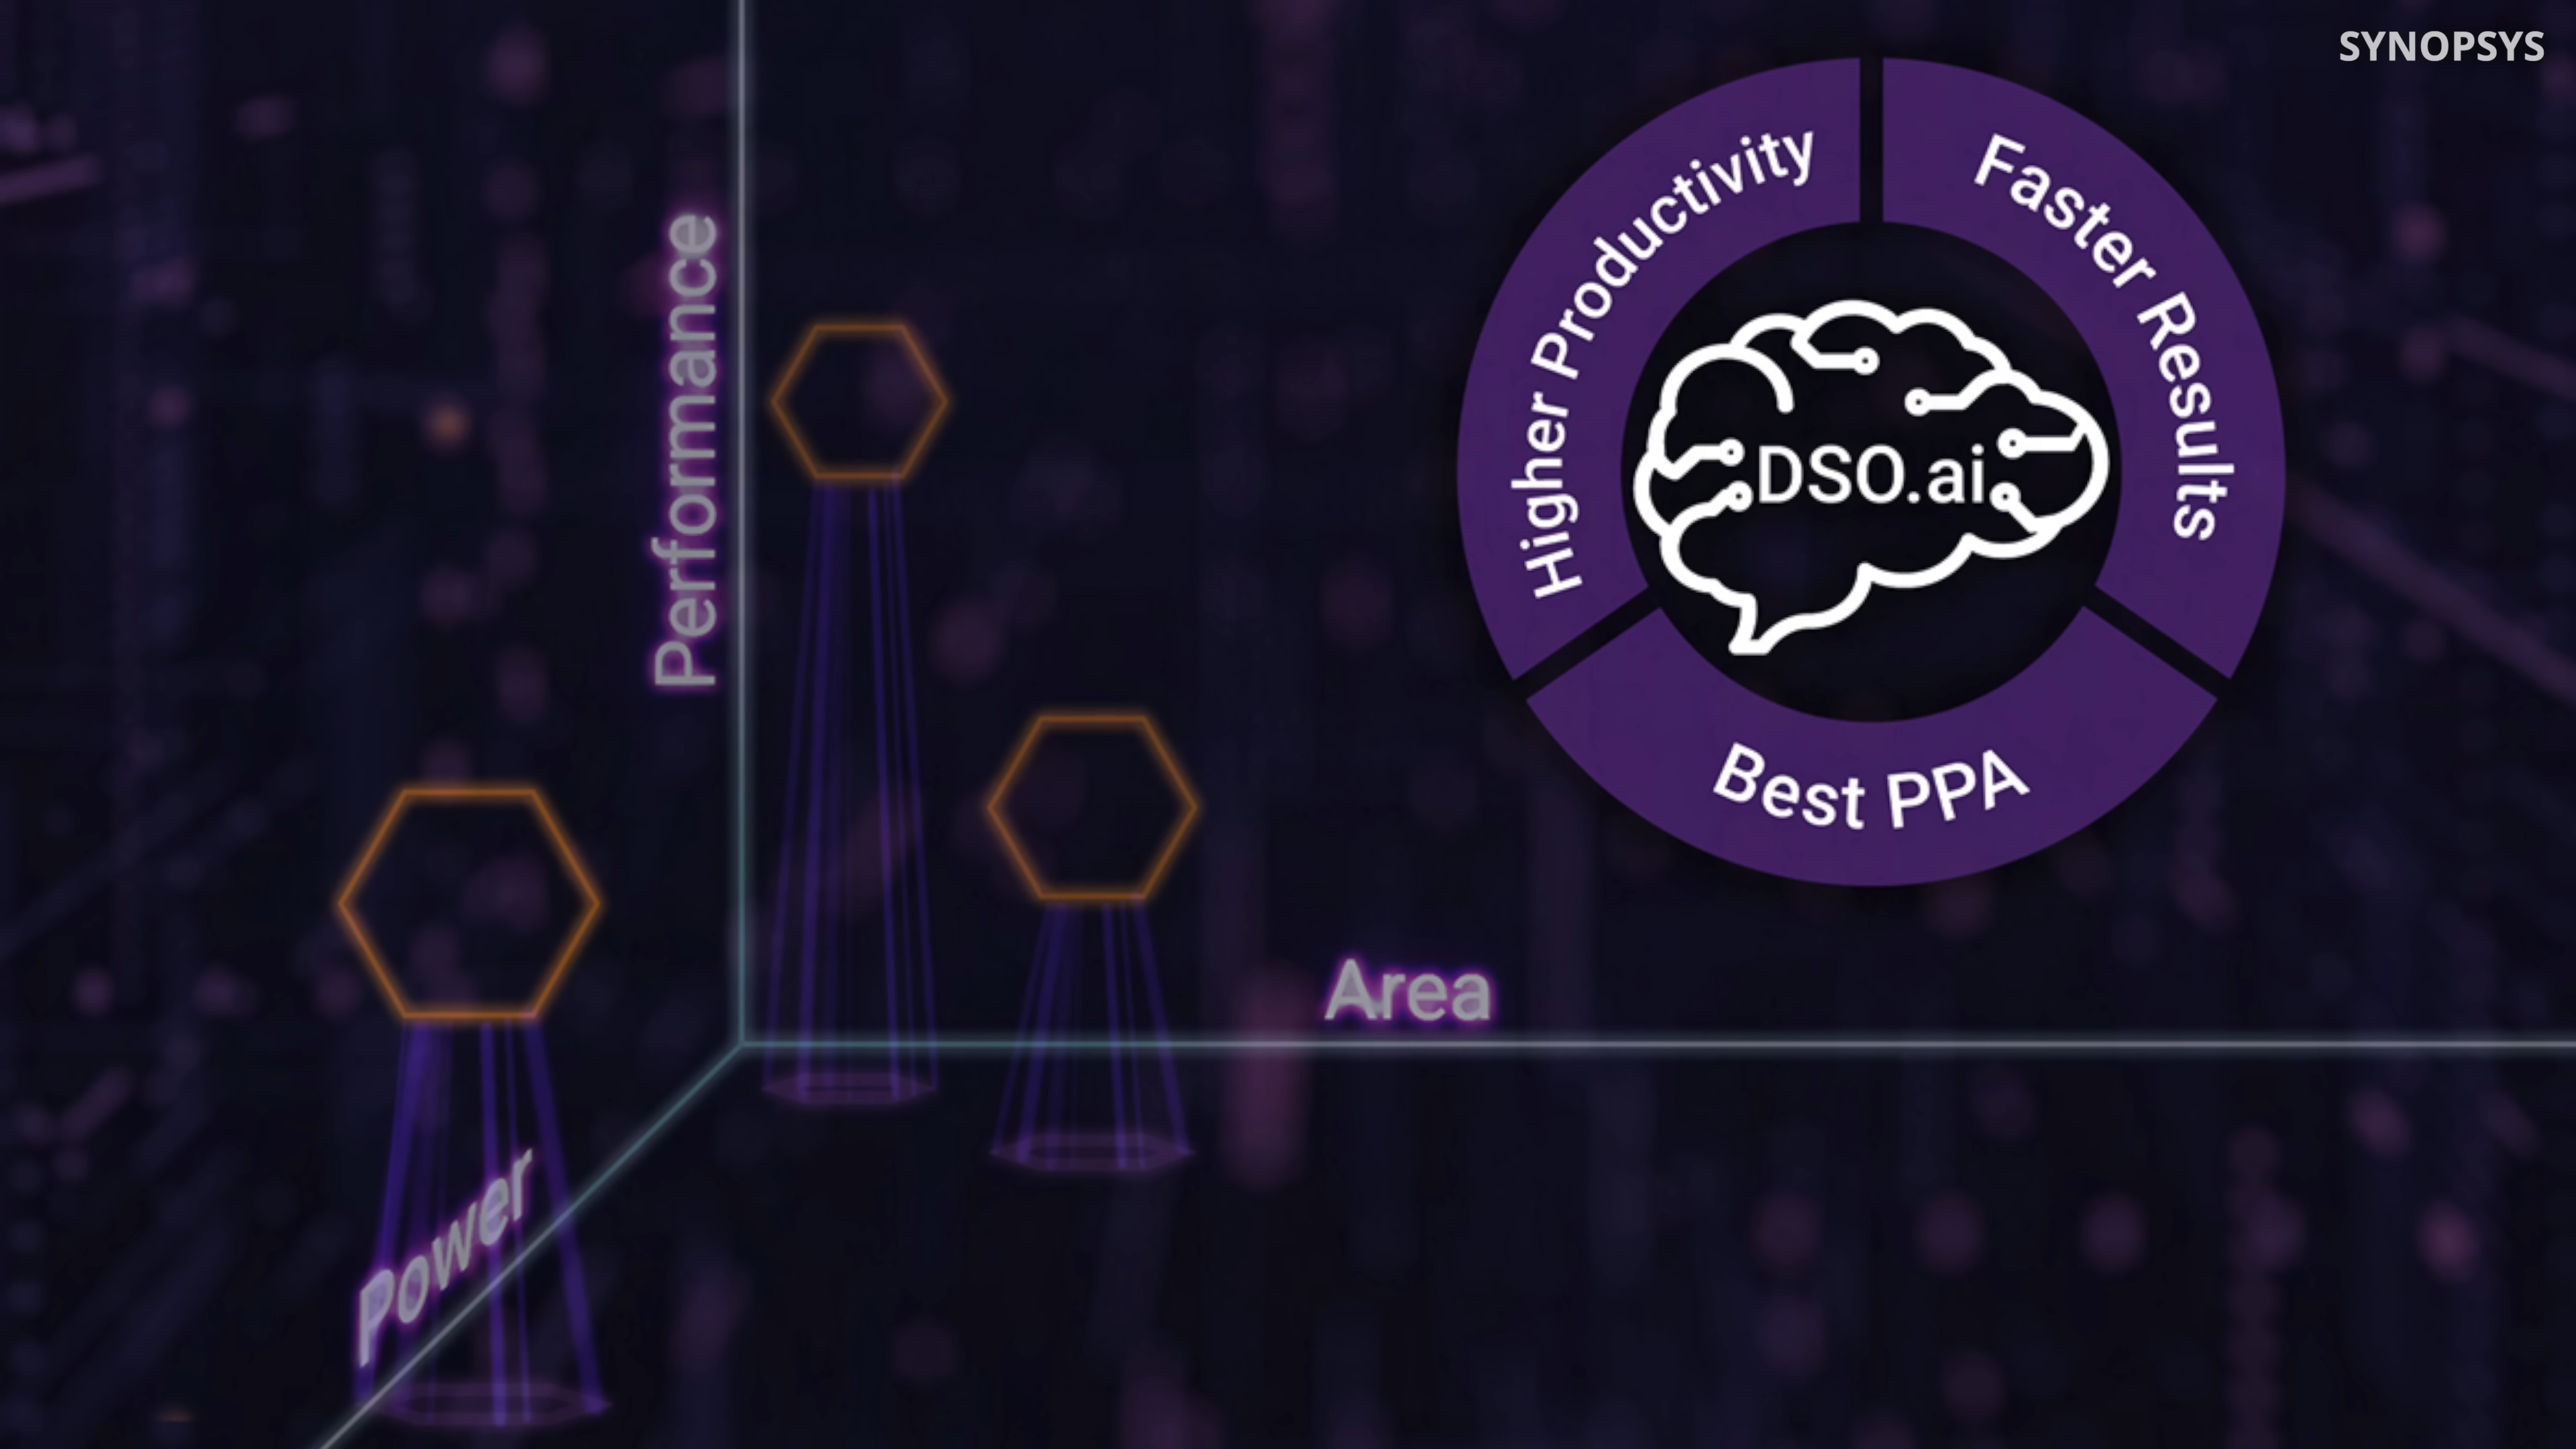 SYNOPSYS
Higher Productivity
Faster Results
DSO.ai
Best PPA
Performance
Area
Power